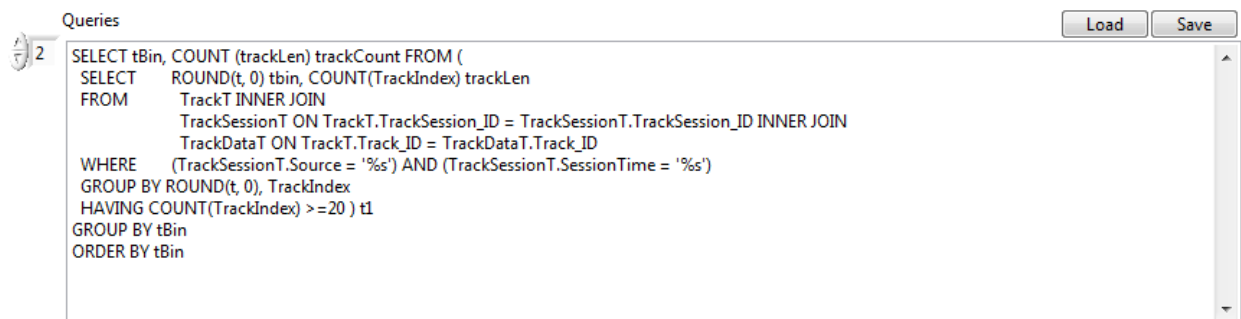 Queries
Load
Save
2
SELECT tBin, COUNT (trackLen) trackCount FROM (
SELECT ROUND(t, 0) tbin, COUNT(TrackIndex) trackLen
FROM TrackT INNER JOIN
TrackSessionT ON TrackT.TrackSession_ID = TrackSessionT.TrackSession_ID INNER JOIN
TrackDataT ON TrackT.Track_ID = TrackDataT.Track_ID
WHERE (TrackSessionT.Source = '%s') AND (TrackSessionT.SessionTime = '%s')
GROUP BY ROUND(t, 0), TrackIndex
HAVING COUNT(TrackIndex) >=20 ) t1
GROUP BY tBin
ORDER BY tBin